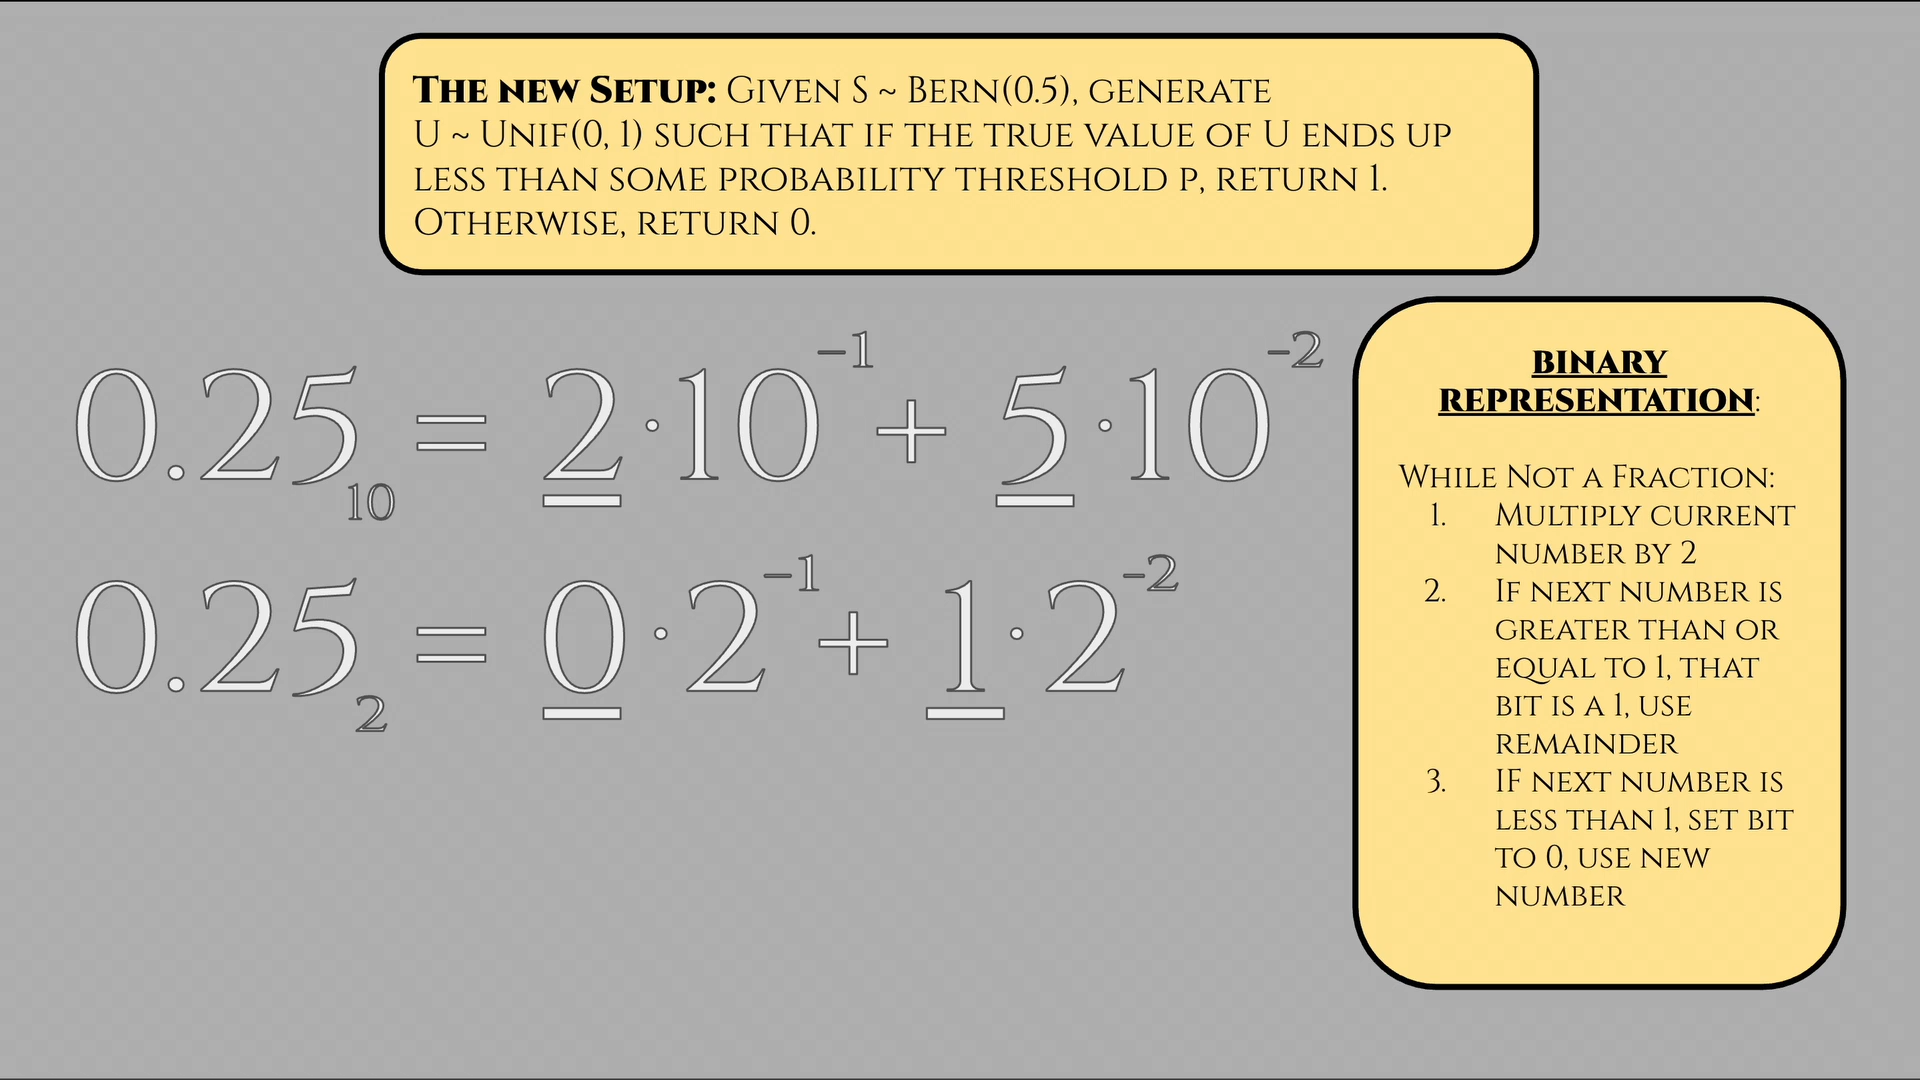 The new Setup: Given S ~ Bern(0.5), generate
U ~ Unif(0, 1) such that if the true value of U ends up
less than some probability threshold p, return 1.
Otherwise, return 0.
0.25₁₀ = 2·10⁻¹ + 5·10⁻²
0.25₂ = 0·2⁻¹ + 1·2⁻²
BINARY
REPRESENTATION:
While Not a Fraction:
1. Multiply current
number by 2
2. If next number is
greater than or
equal to 1, that
bit is a 1, use
remainder
3. IF next number is
less than 1, set bit
to 0, use new
number